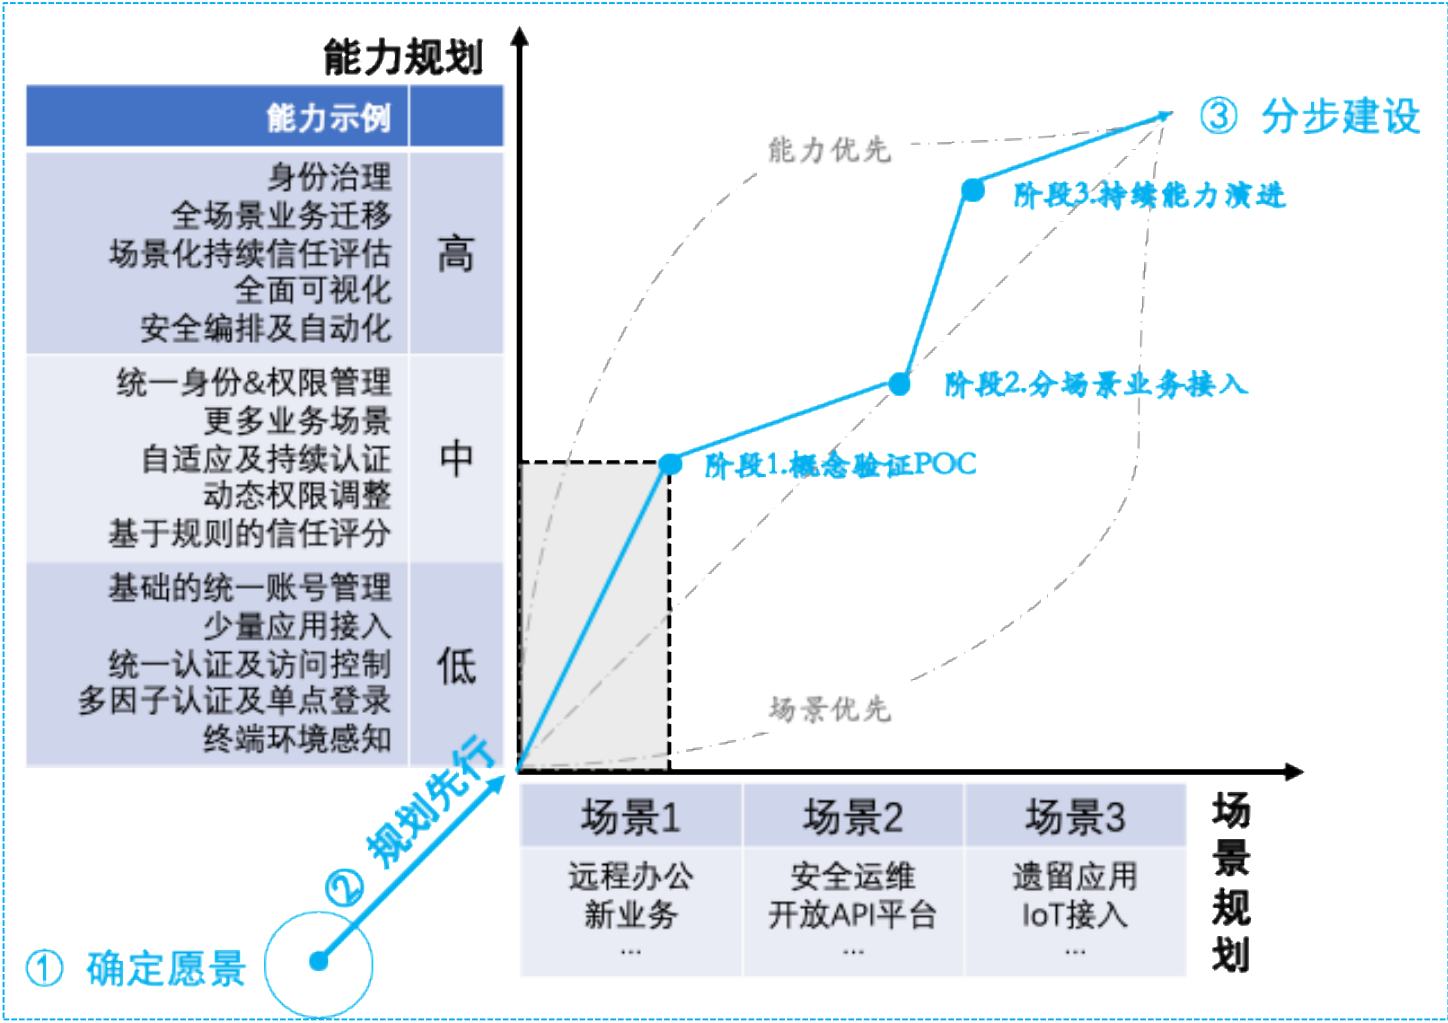 能力规划
能力示例
身份治理
全场景业务迁移
场景化持续信任评估
全面可视化
安全编排及自动化
高
统一身份&权限管理
更多业务场景
自适应及持续认证
动态权限调整
基于规则的信任评分
中
基础的统一账号管理
少量应用接入
统一认证及访问控制
多因子认证及单点登录
终端环境感知
低
能力优先
③ 分步建设
阶段3.持续能力演进
阶段2.分场景业务接入
阶段1.概念验证POC
场景优先
② 规划先行
① 确定愿景
场景1
场景2
场景3
远程办公
新业务
...
安全运维
开放API平台
...
遗留应用
IoT接入
...
场景规划